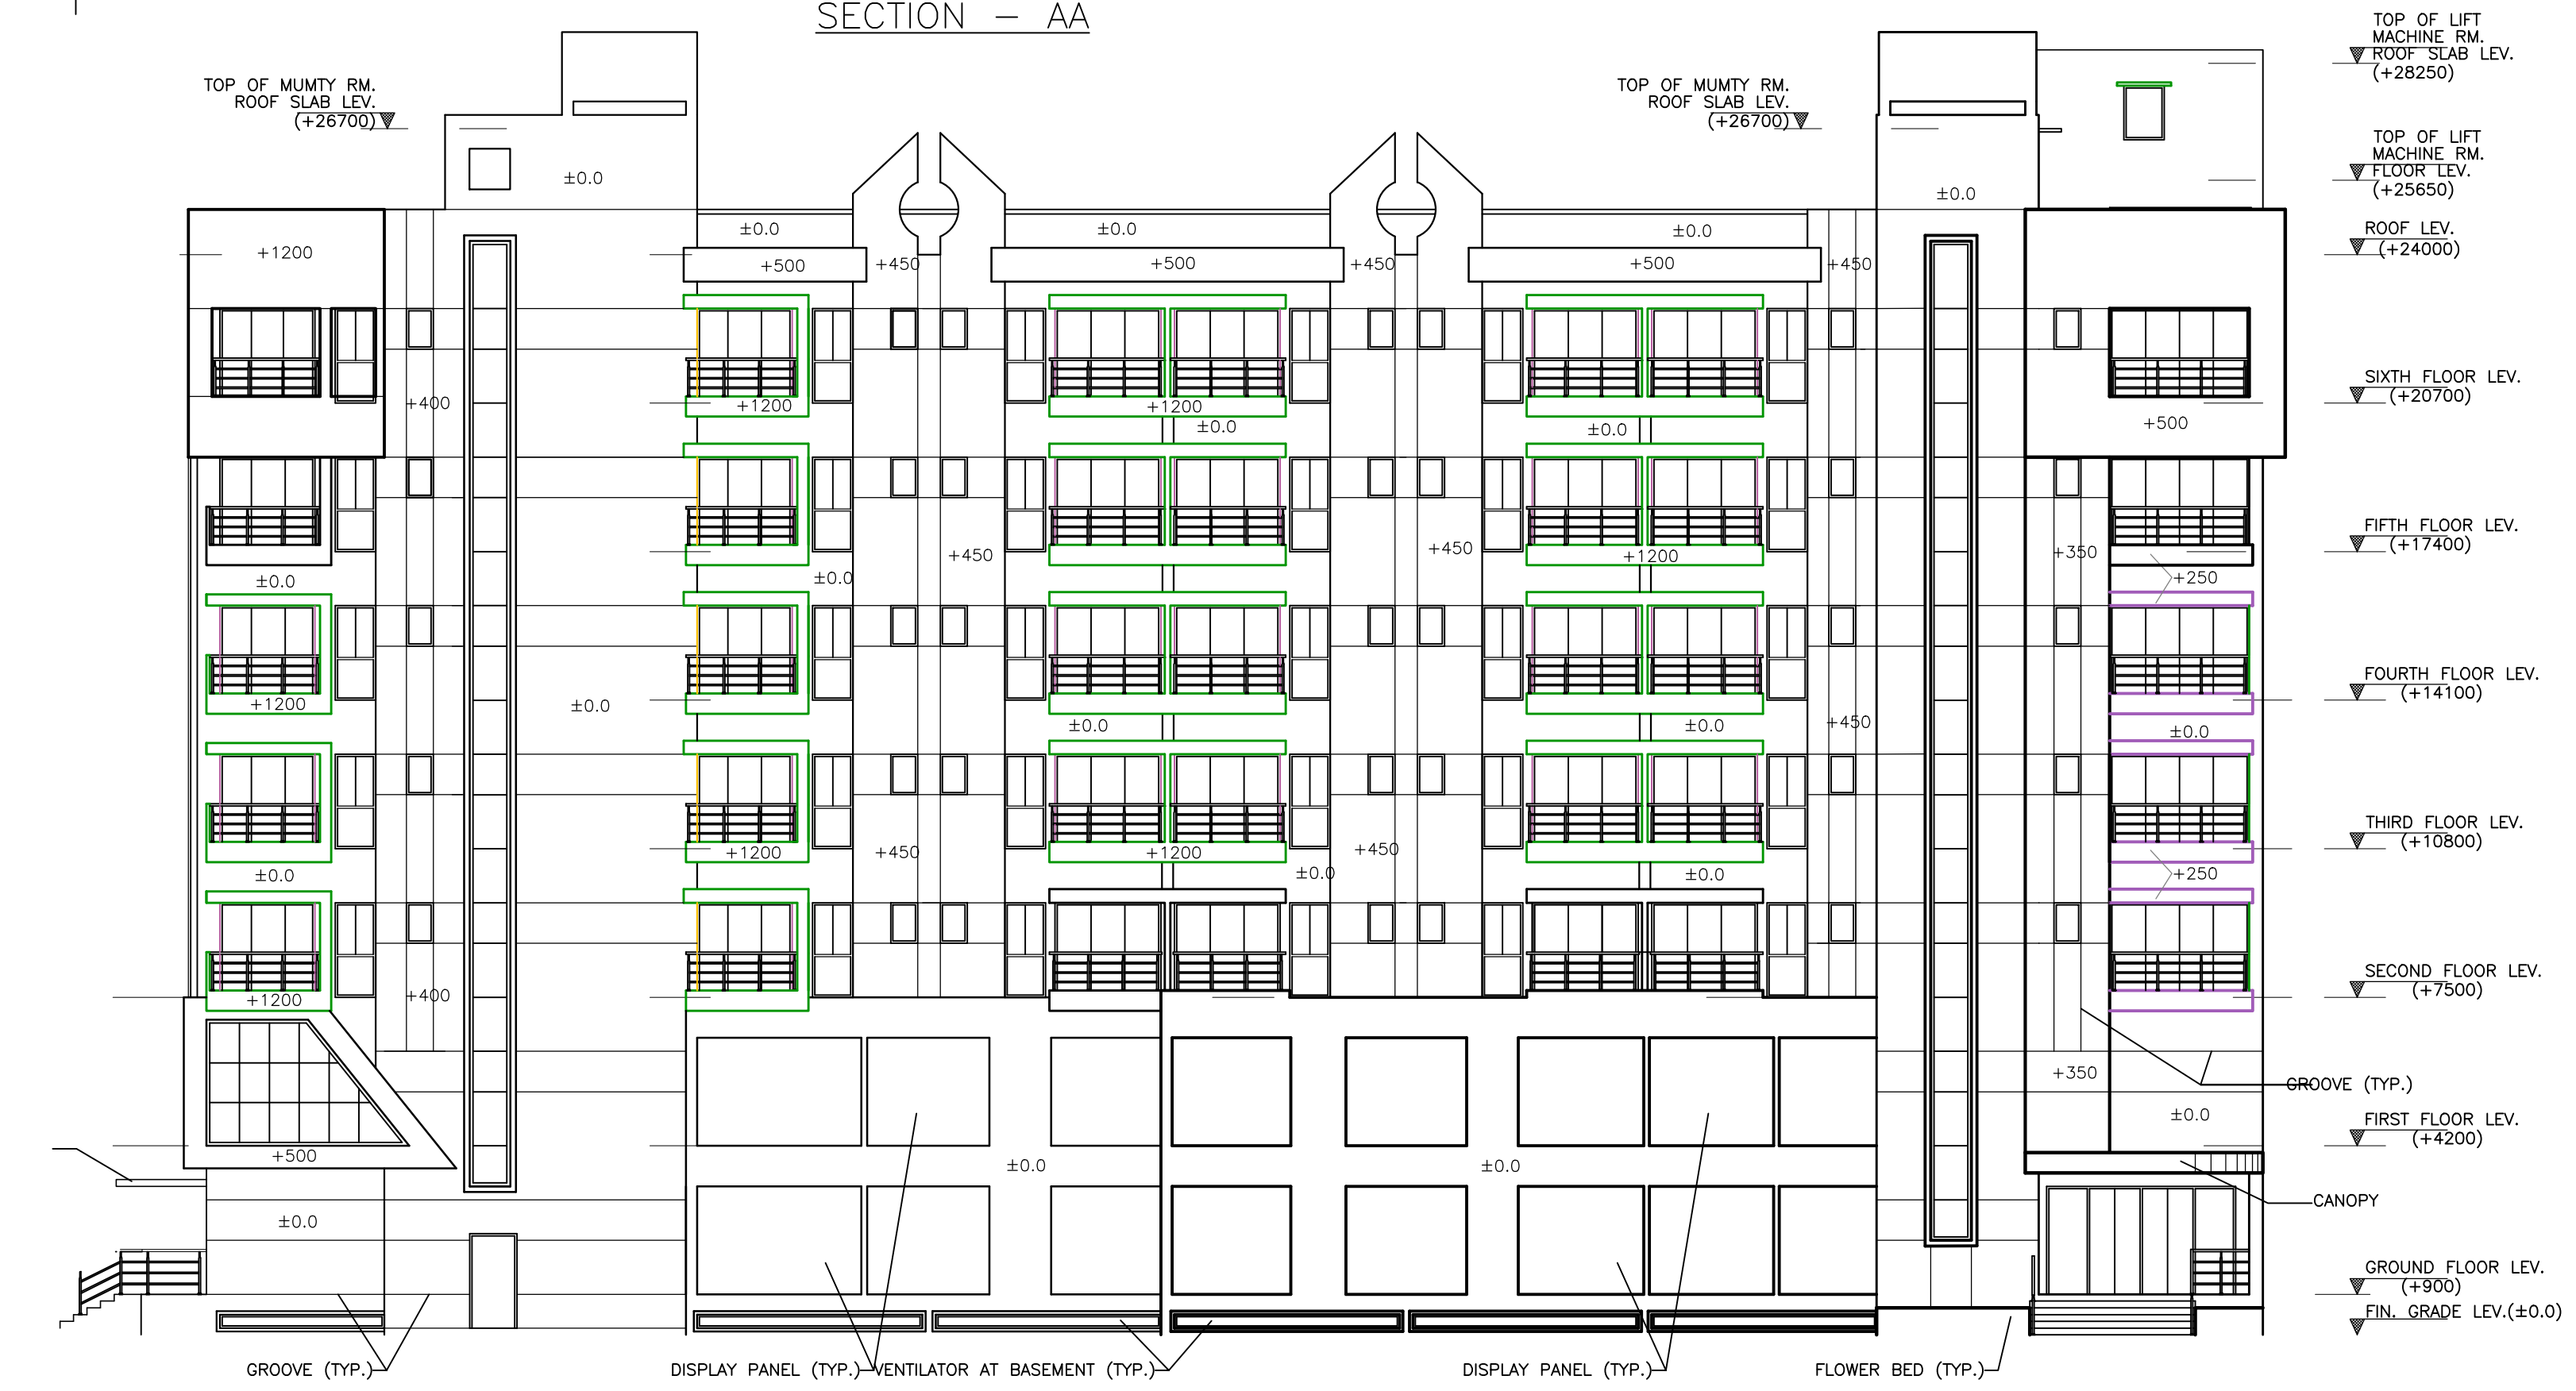 SECTION - AA
TOP OF LIFT
MACHINE RM.
ROOF SLAB LEV.
(+28250)
TOP OF MUMTY RM.
ROOF SLAB LEV.
(+26700)
TOP OF MUMTY RM.
ROOF SLAB LEV.
(+26700)
TOP OF LIFT
MACHINE RM.
FLOOR LEV.
(+25650)
±0.0
±0.0
±0.0
±0.0
±0.0
ROOF LEV.
(+24000)
+1200
+500
+450
+500
+450
+500
+450
SIXTH FLOOR LEV.
(+20700)
+400
+1200
+1200
±0.0
±0.0
+500
FIFTH FLOOR LEV.
(+17400)
+450
+450
+1200
+350
±0.0
±0.0
+250
FOURTH FLOOR LEV.
(+14100)
+1200
±0.0
±0.0
±0.0
+450
±0.0
THIRD FLOOR LEV.
(+10800)
+1200
+450
+1200
+450
±0.0
±0.0
±0.0
+250
SECOND FLOOR LEV.
(+7500)
+1200
+400
+350
GROOVE (TYP.)
±0.0
FIRST FLOOR LEV.
(+4200)
+500
±0.0
±0.0
CANOPY
±0.0
GROUND FLOOR LEV.
(+900)
FIN. GRADE LEV.(±0.0)
GROOVE (TYP.)
DISPLAY PANEL (TYP.)
VENTILATOR AT BASEMENT (TYP.)
DISPLAY PANEL (TYP.)
FLOWER BED (TYP.)